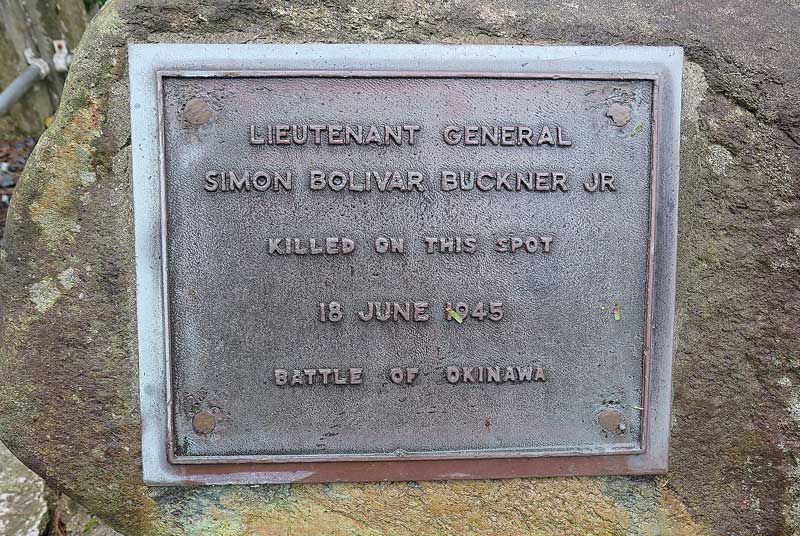 LIEUTENANT GENERAL
SIMON BOLIVAR BUCKNER JR
KILLED ON THIS SPOT
18 JUNE 1945
BATTLE OF OKINAWA